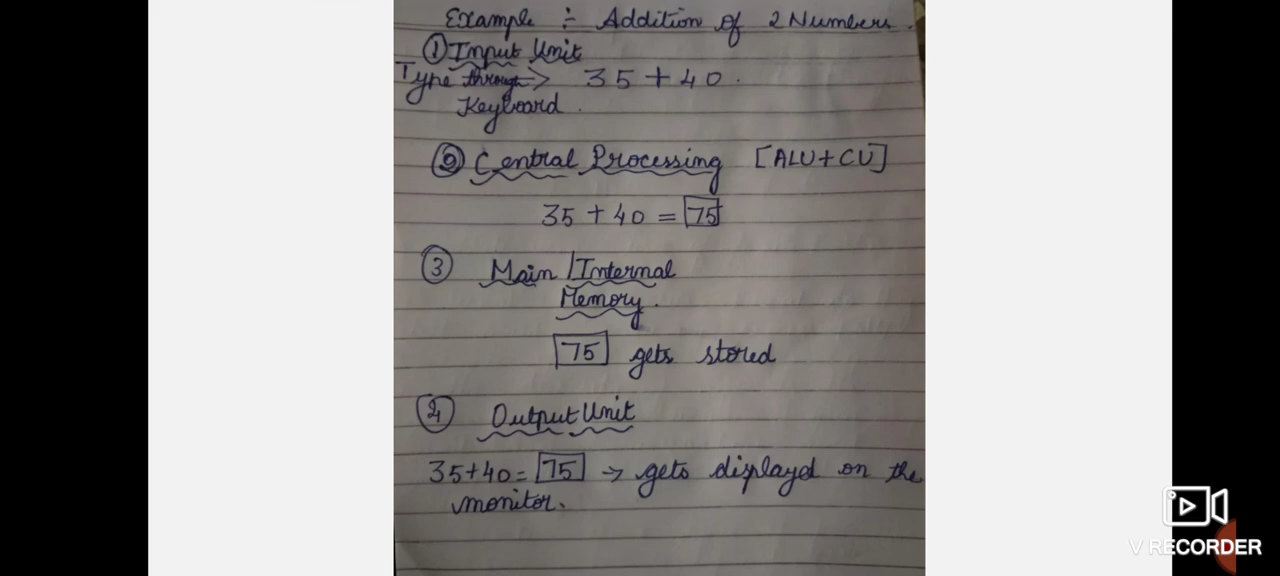 Example ÷ Addition of 2 Numbers.
① Input Unit
Type through > 35 + 40.
Keyboard.
② Central Processing [ALU + CU]
35 + 40 = 75
③ Main / Internal
Memory.
75 gets stored
④ Output Unit
35+40 = 75 → gets displayed on the
monitor.
V RECORDER